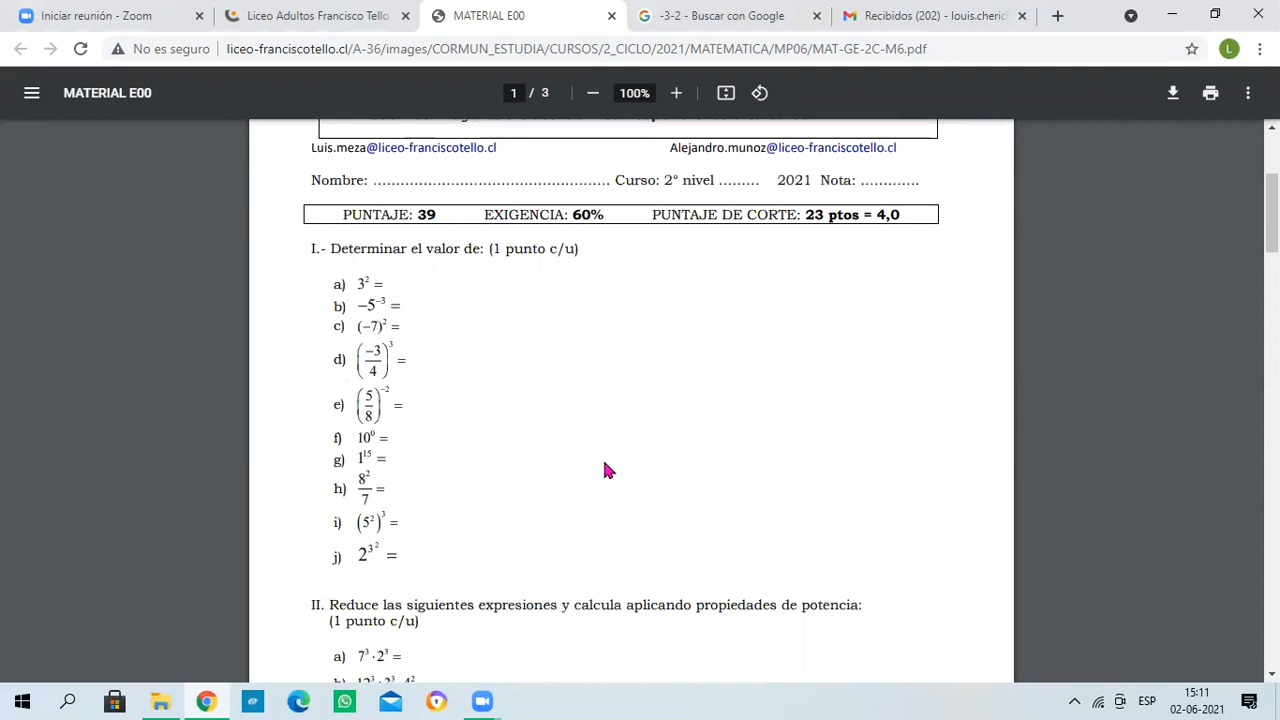 Iniciar reunión - Zoom
Liceo Adultos Francisco Tello
MATERIAL E00
-3-2 - Buscar con Google
Recibidos (202) - louis.cherich
No es seguro
liceo-franciscotello.cl/A-36/images/CORMUN_ESTUDIA/CURSOS/2_CICLO/2021/MATEMATICA/MP06/MAT-GE-2C-M6.pdf
L
MATERIAL E00
1 / 3
100%
Luis.meza@liceo-franciscotello.cl Alejandro.munoz@liceo-franciscotello.cl
Nombre: ……………………………………………. Curso: 2° nivel ……… 2021 Nota: ………….
PUNTAJE: 39 EXIGENCIA: 60% PUNTAJE DE CORTE: 23 ptos = 4,0
I.- Determinar el valor de: (1 punto c/u)
a) 3² =
b) −5⁻³ =
c) (−7)² =
d) (−3/4)³ =
e) (5/8)⁻² =
f) 10⁰ =
g) 1¹⁵ =
h) 8²/7 =
i) (5²)³ =
j) 2^3^2 =
II. Reduce las siguientes expresiones y calcula aplicando propiedades de potencia:
(1 punto c/u)
a) 7³ · 2³ =
ESP
15:11
02-06-2021